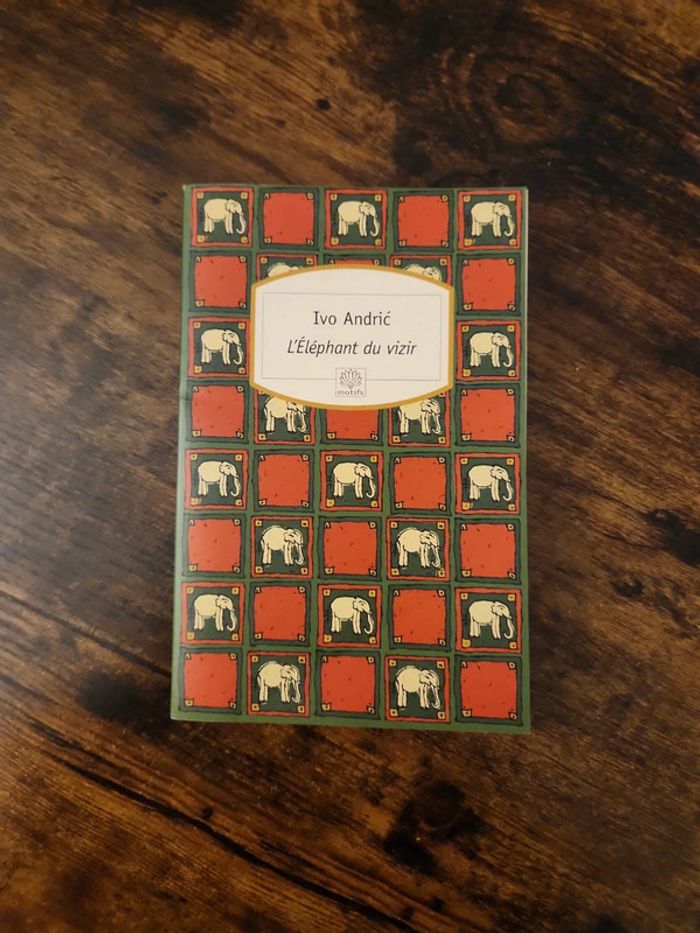 Ivo Andrić
L'Éléphant du vizir
motifs